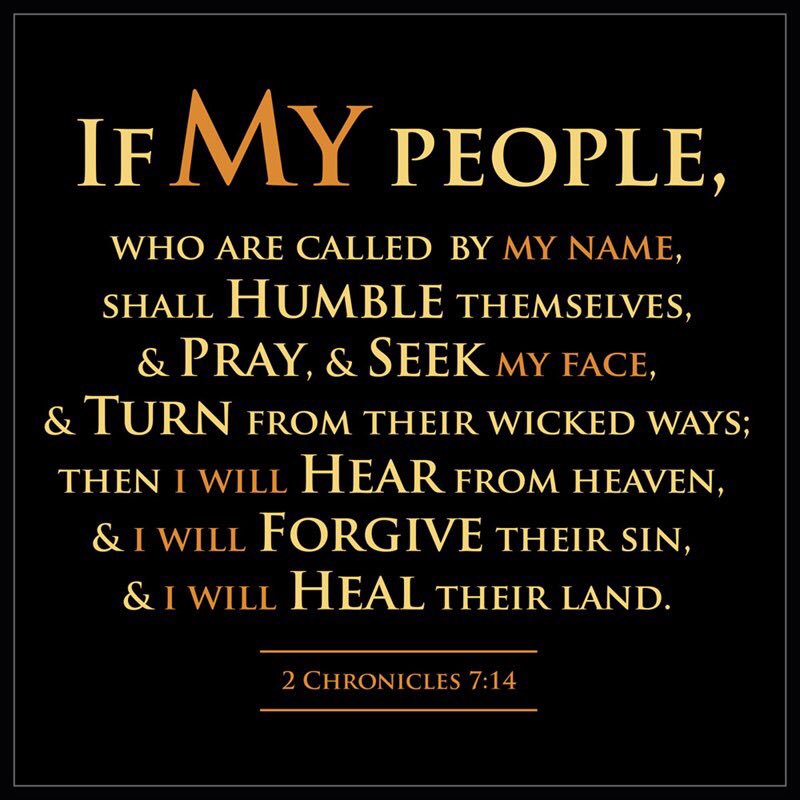 IF MY PEOPLE,
WHO ARE CALLED BY MY NAME,
SHALL HUMBLE THEMSELVES,
& PRAY, & SEEK MY FACE,
& TURN FROM THEIR WICKED WAYS;
THEN I WILL HEAR FROM HEAVEN,
& I WILL FORGIVE THEIR SIN,
& I WILL HEAL THEIR LAND.
2 CHRONICLES 7:14